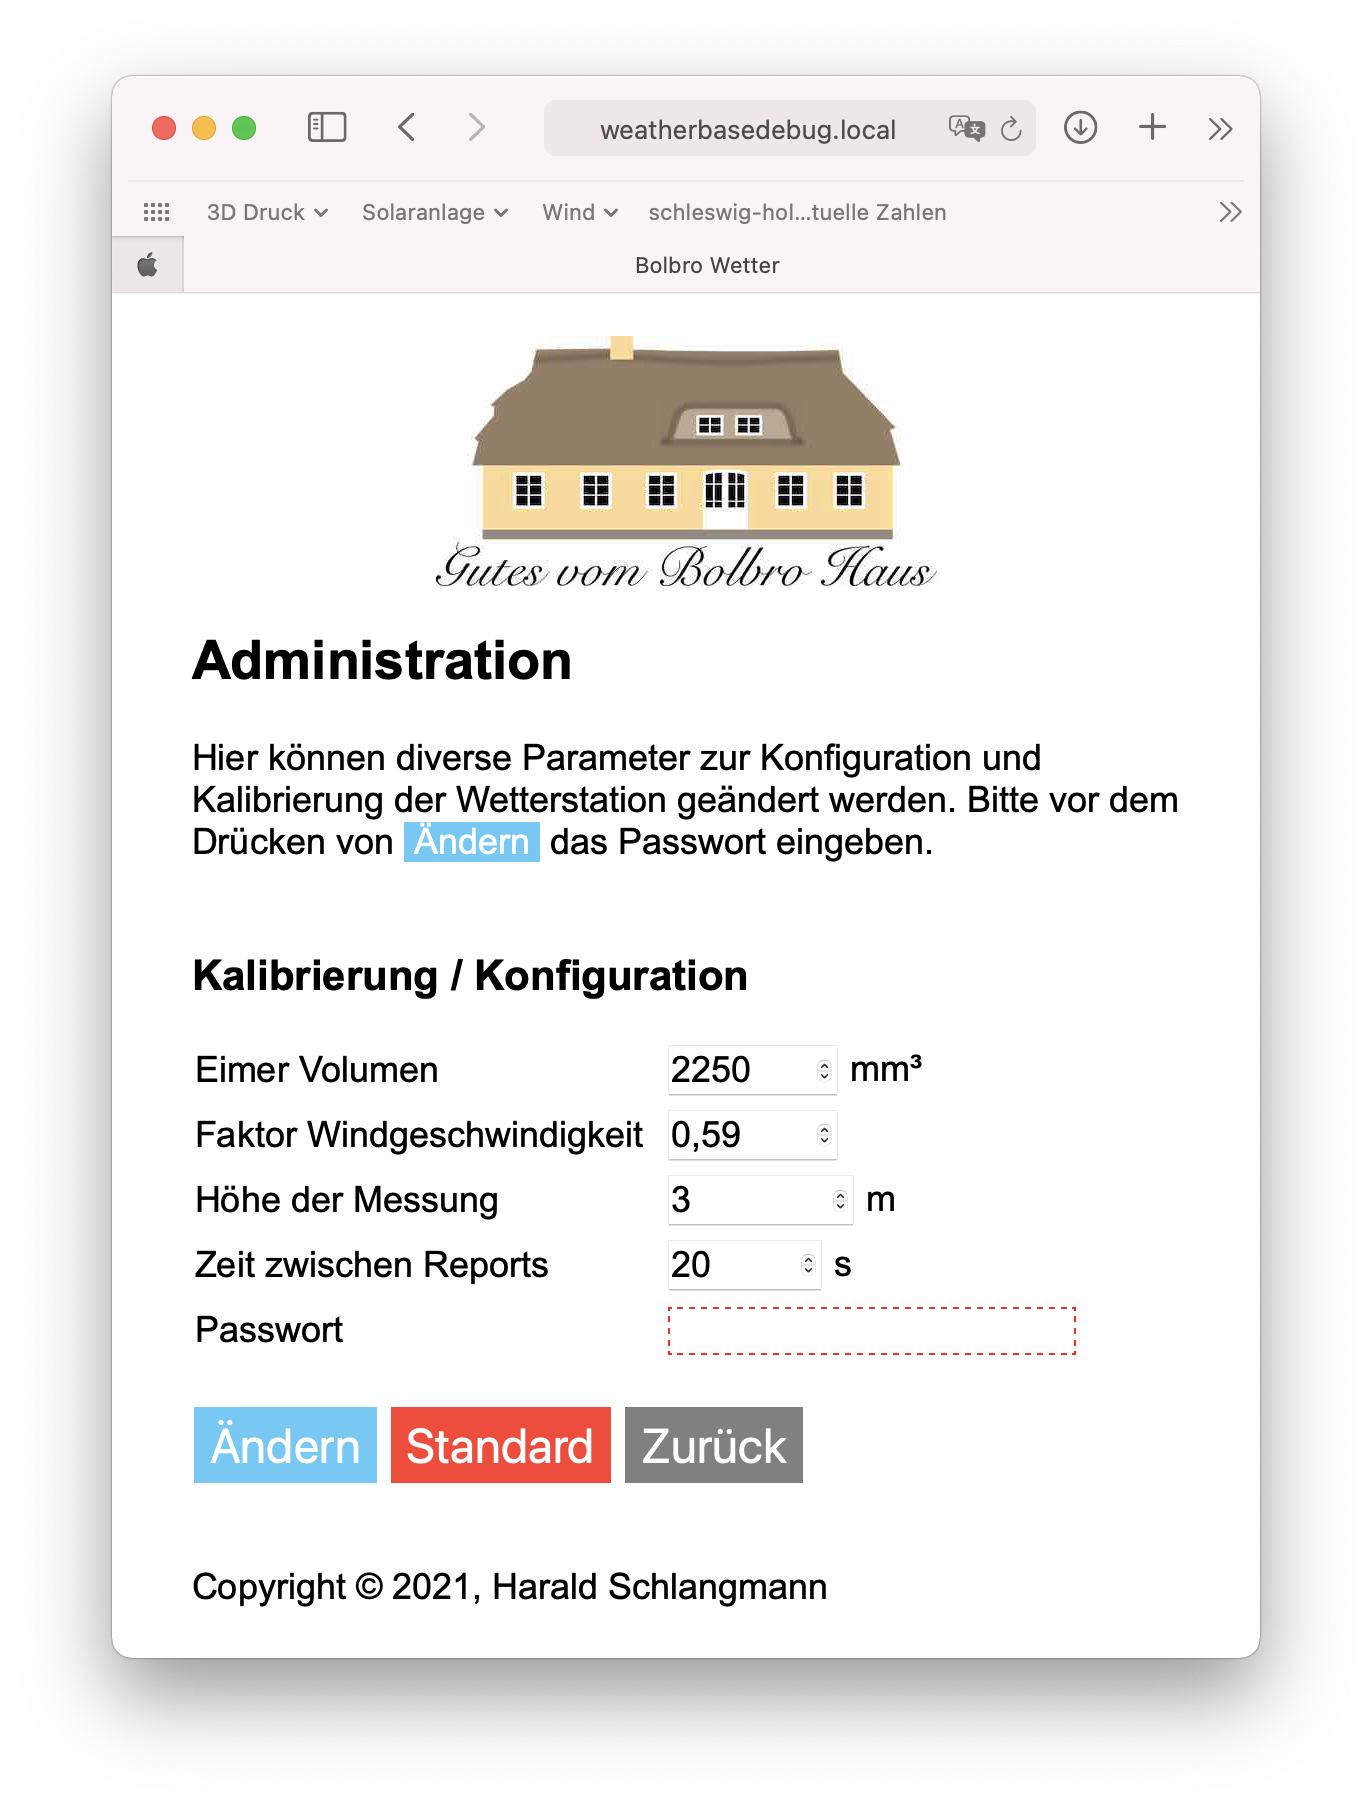 weatherbasedebug.local
3D Druck Solaranlage Wind schleswig-hol...tuelle Zahlen
Bolbro Wetter
Gutes vom Bolbro Haus
Administration
Hier können diverse Parameter zur Konfiguration und
Kalibrierung der Wetterstation geändert werden. Bitte vor dem
Drücken von Ändern das Passwort eingeben.
Kalibrierung / Konfiguration
Eimer Volumen 2250 mm³
Faktor Windgeschwindigkeit 0,59
Höhe der Messung 3 m
Zeit zwischen Reports 20 s
Passwort
Ändern Standard Zurück
Copyright © 2021, Harald Schlangmann